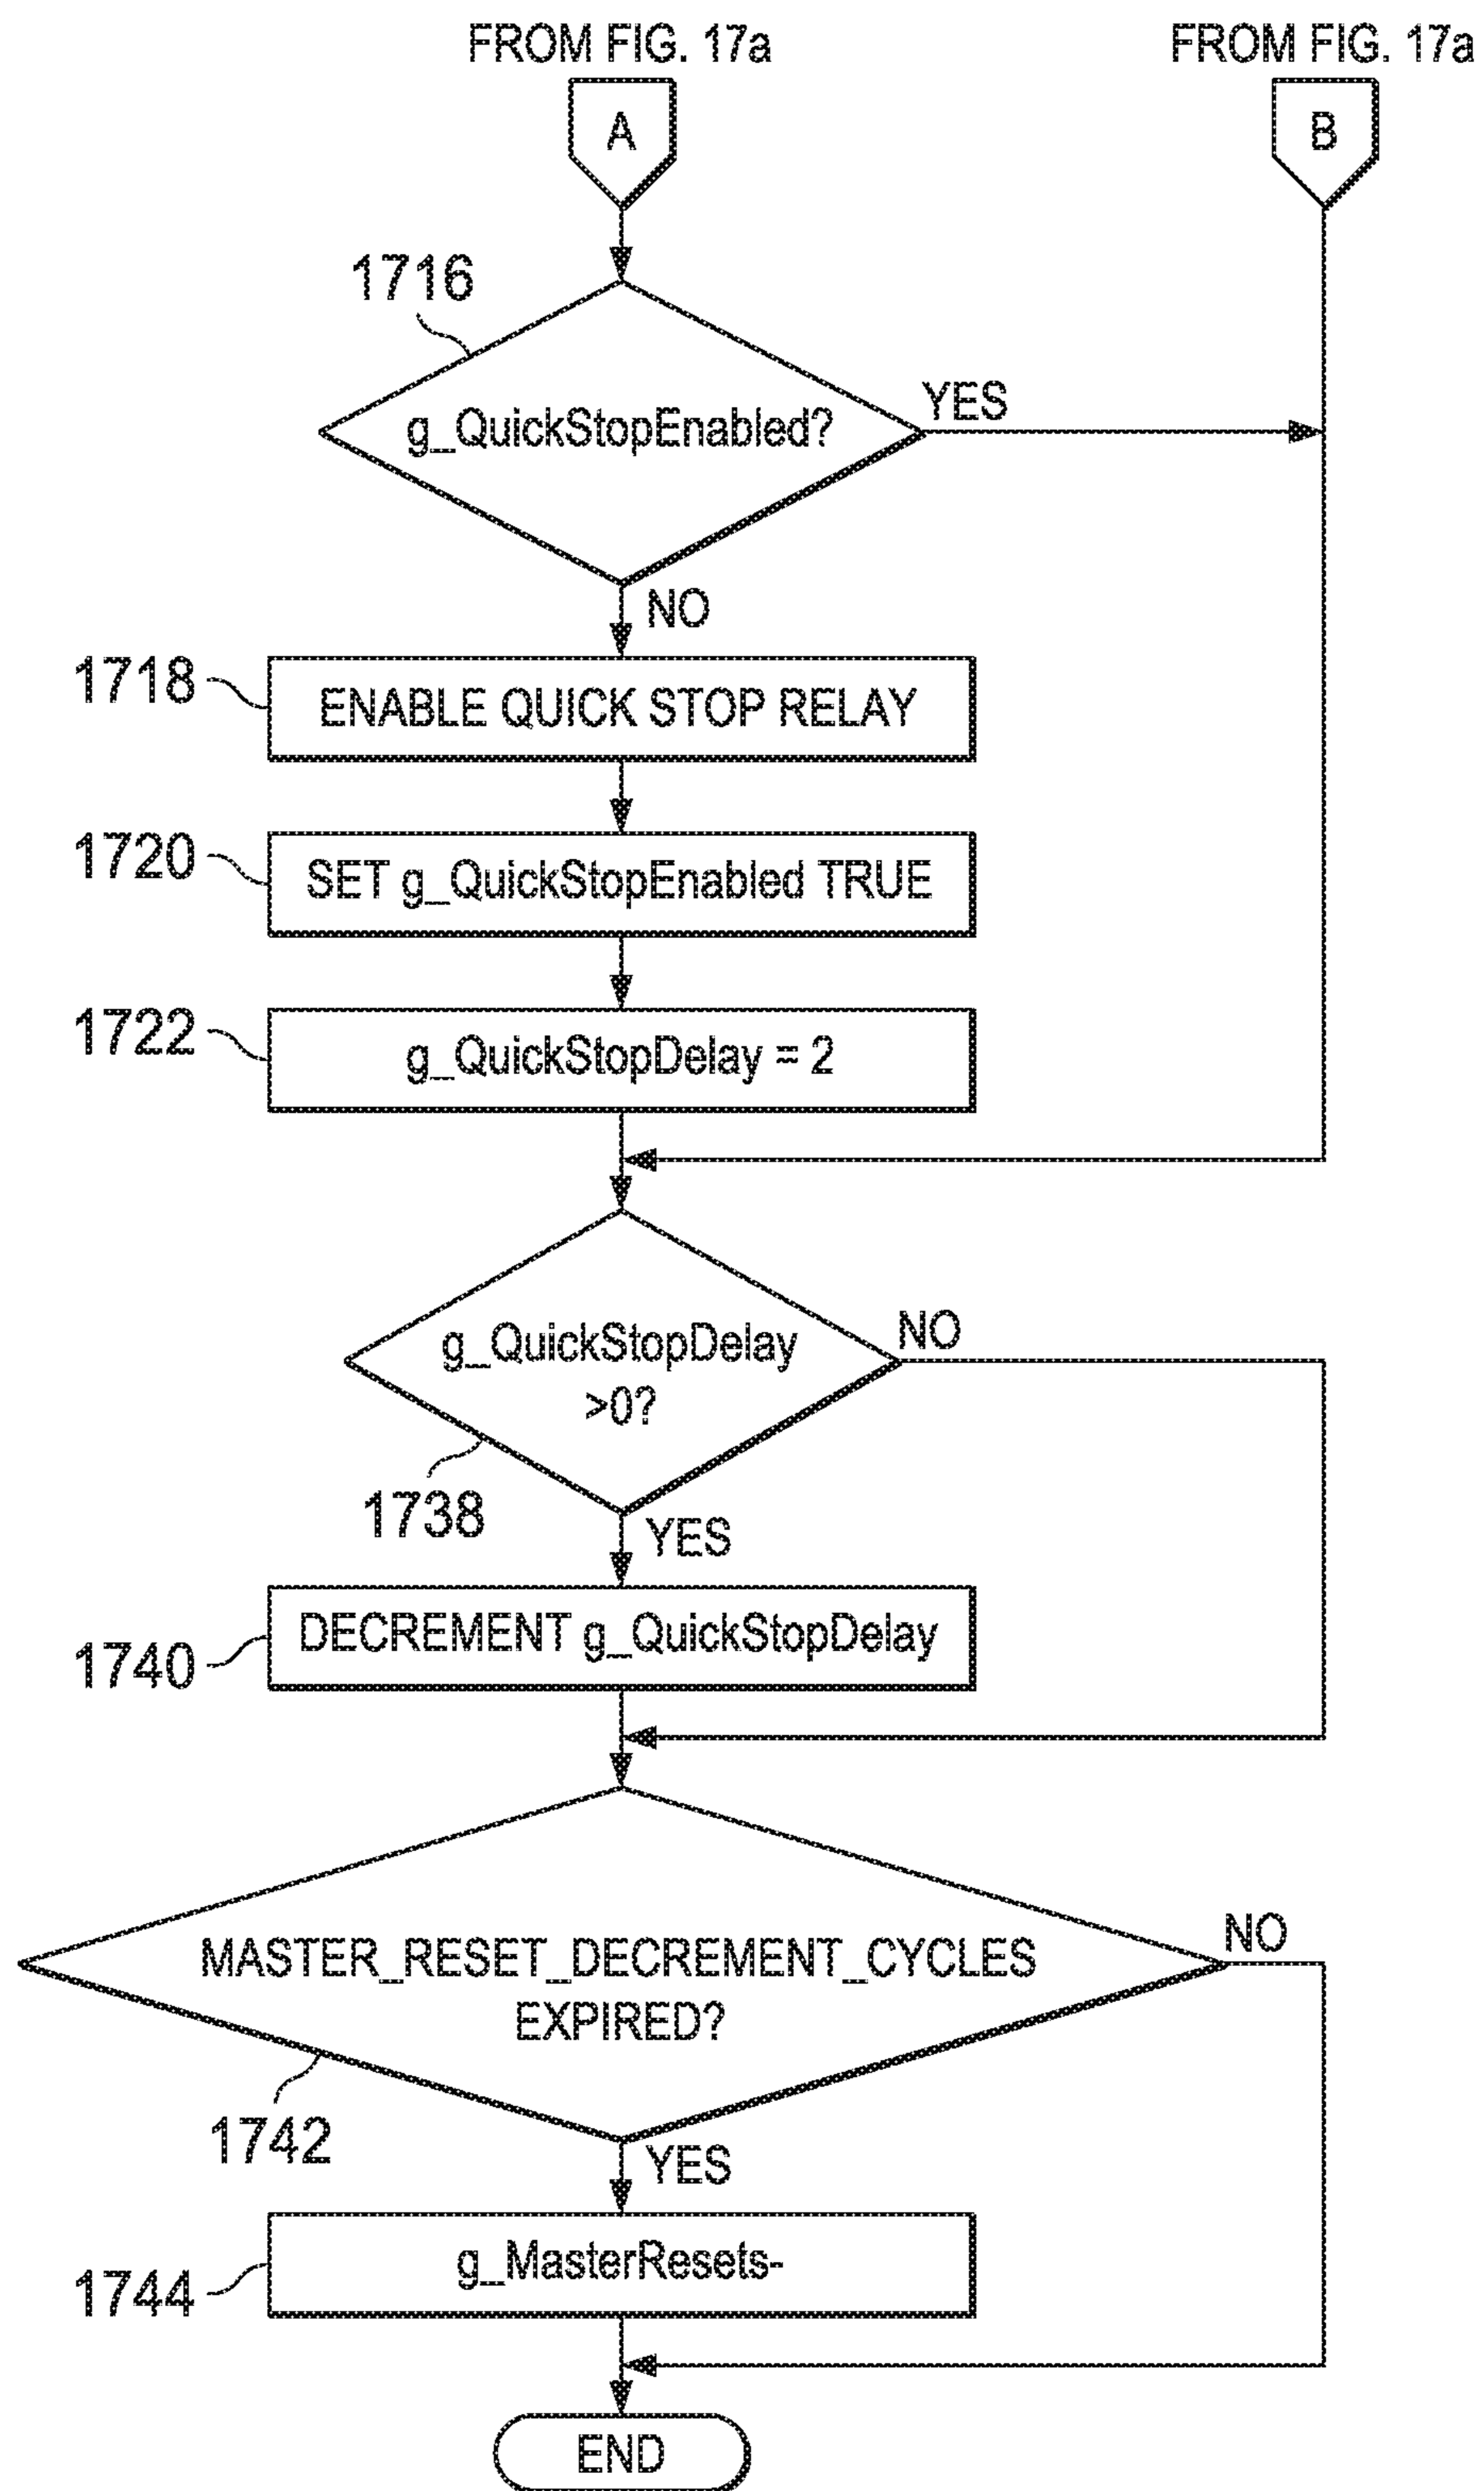 FROM FIG. 17a
FROM FIG. 17a
A
B
1716
g_QuickStopEnabled?
YES
NO
1718
ENABLE QUICK STOP RELAY
1720
SET g_QuickStopEnabled TRUE
1722
g_QuickStopDelay = 2
g_QuickStopDelay
>0?
NO
1738
YES
1740
DECREMENT g_QuickStopDelay
MASTER_RESET_DECREMENT_CYCLES
EXPIRED?
NO
1742
YES
1744
g_MasterResets-
END